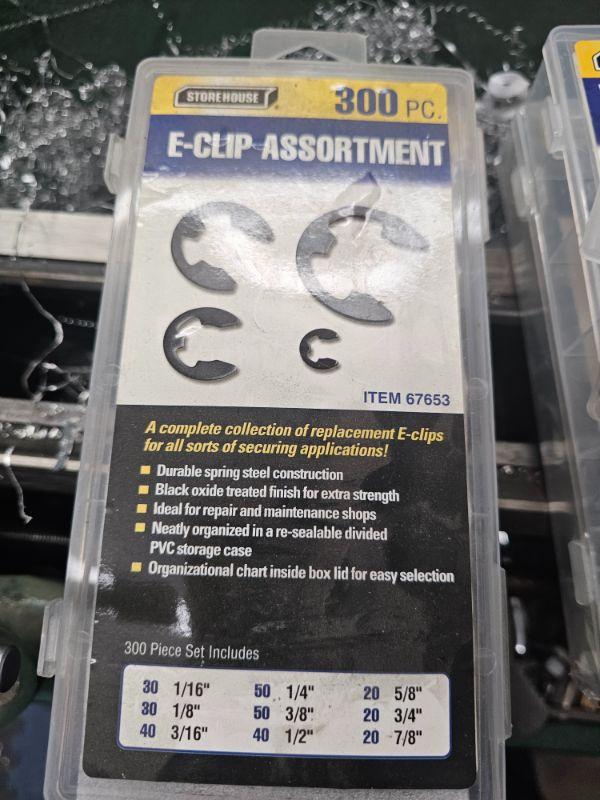 STOREHOUSE
300 PC.
E-CLIP ASSORTMENT
ITEM 67653
A complete collection of replacement E-clips
for all sorts of securing applications!
Durable spring steel construction
Black oxide treated finish for extra strength
Ideal for repair and maintenance shops
Neatly organized in a re-sealable divided
PVC storage case
Organizational chart inside box lid for easy selection
300 Piece Set Includes
30 1/16" 50 1/4" 20 5/8"
30 1/8" 50 3/8" 20 3/4"
40 3/16" 40 1/2" 20 7/8"